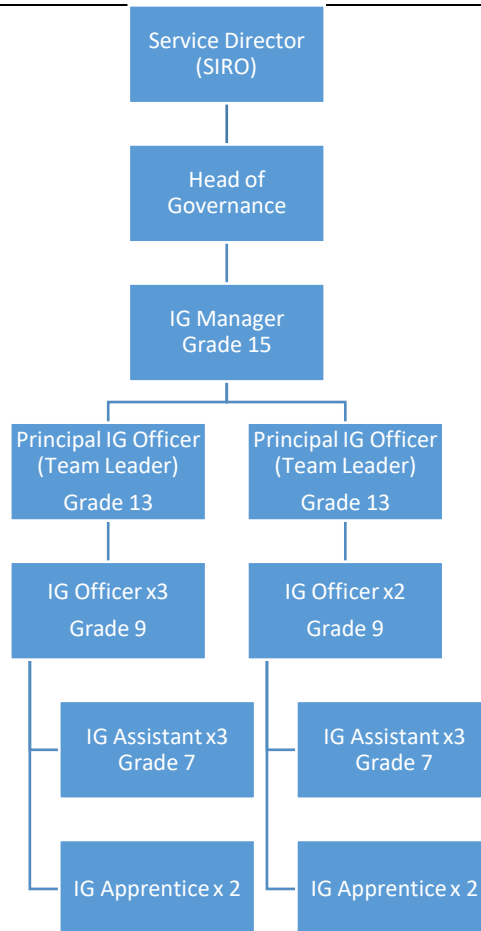 Service Director
(SIRO)
Head of
Governance
IG Manager
Grade 15
Principal IG Officer
(Team Leader)
Grade 13
Principal IG Officer
(Team Leader)
Grade 13
IG Officer x3
Grade 9
IG Officer x2
Grade 9
IG Assistant x3
Grade 7
IG Assistant x3
Grade 7
IG Apprentice x 2
IG Apprentice x 2